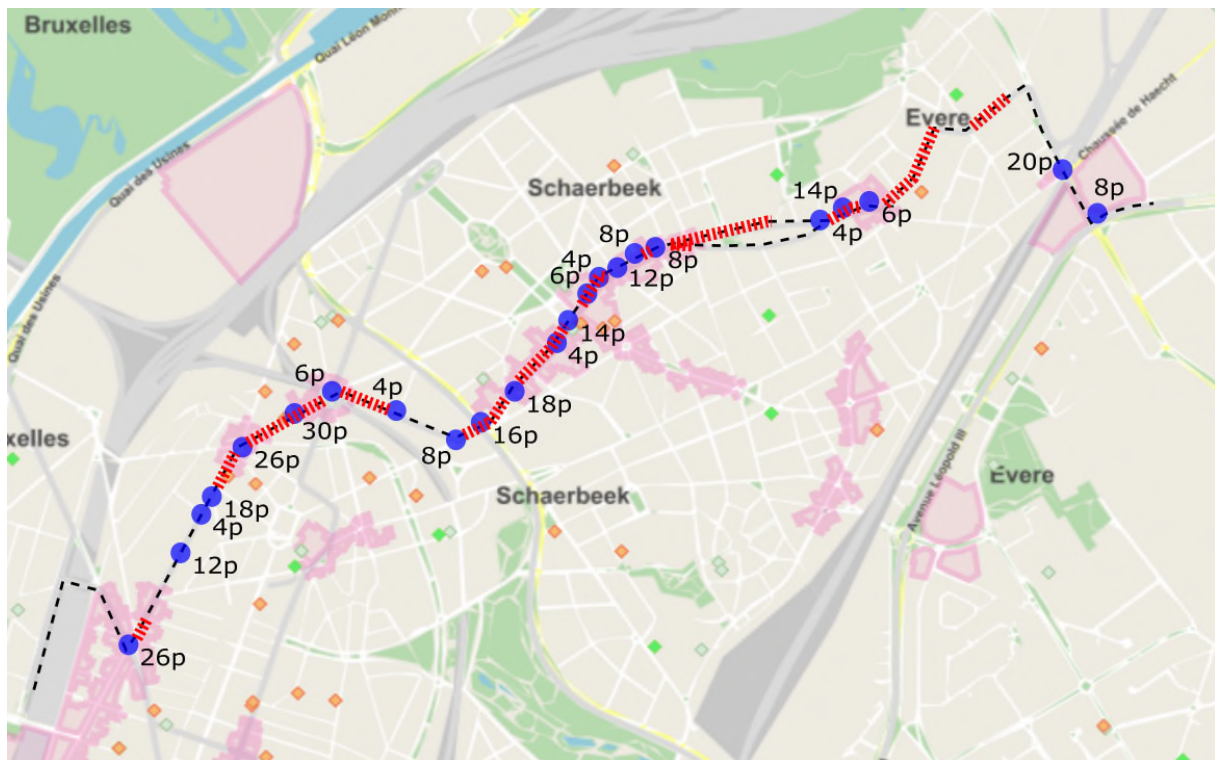 Bruxelles
Quai Léon Mon
Quai des Usines
Chaussée de Haecht
Evere
20p
Schaerbeek
14p
8p
6p
4p
8p
4p
8p
6p
12p
Quai des Usines
14p
4p
6p
4p
18p
30p
16p
xelles
8p
26p
Avenue Léopold III
Évere
Schaerbeek
18p
4p
12p
26p